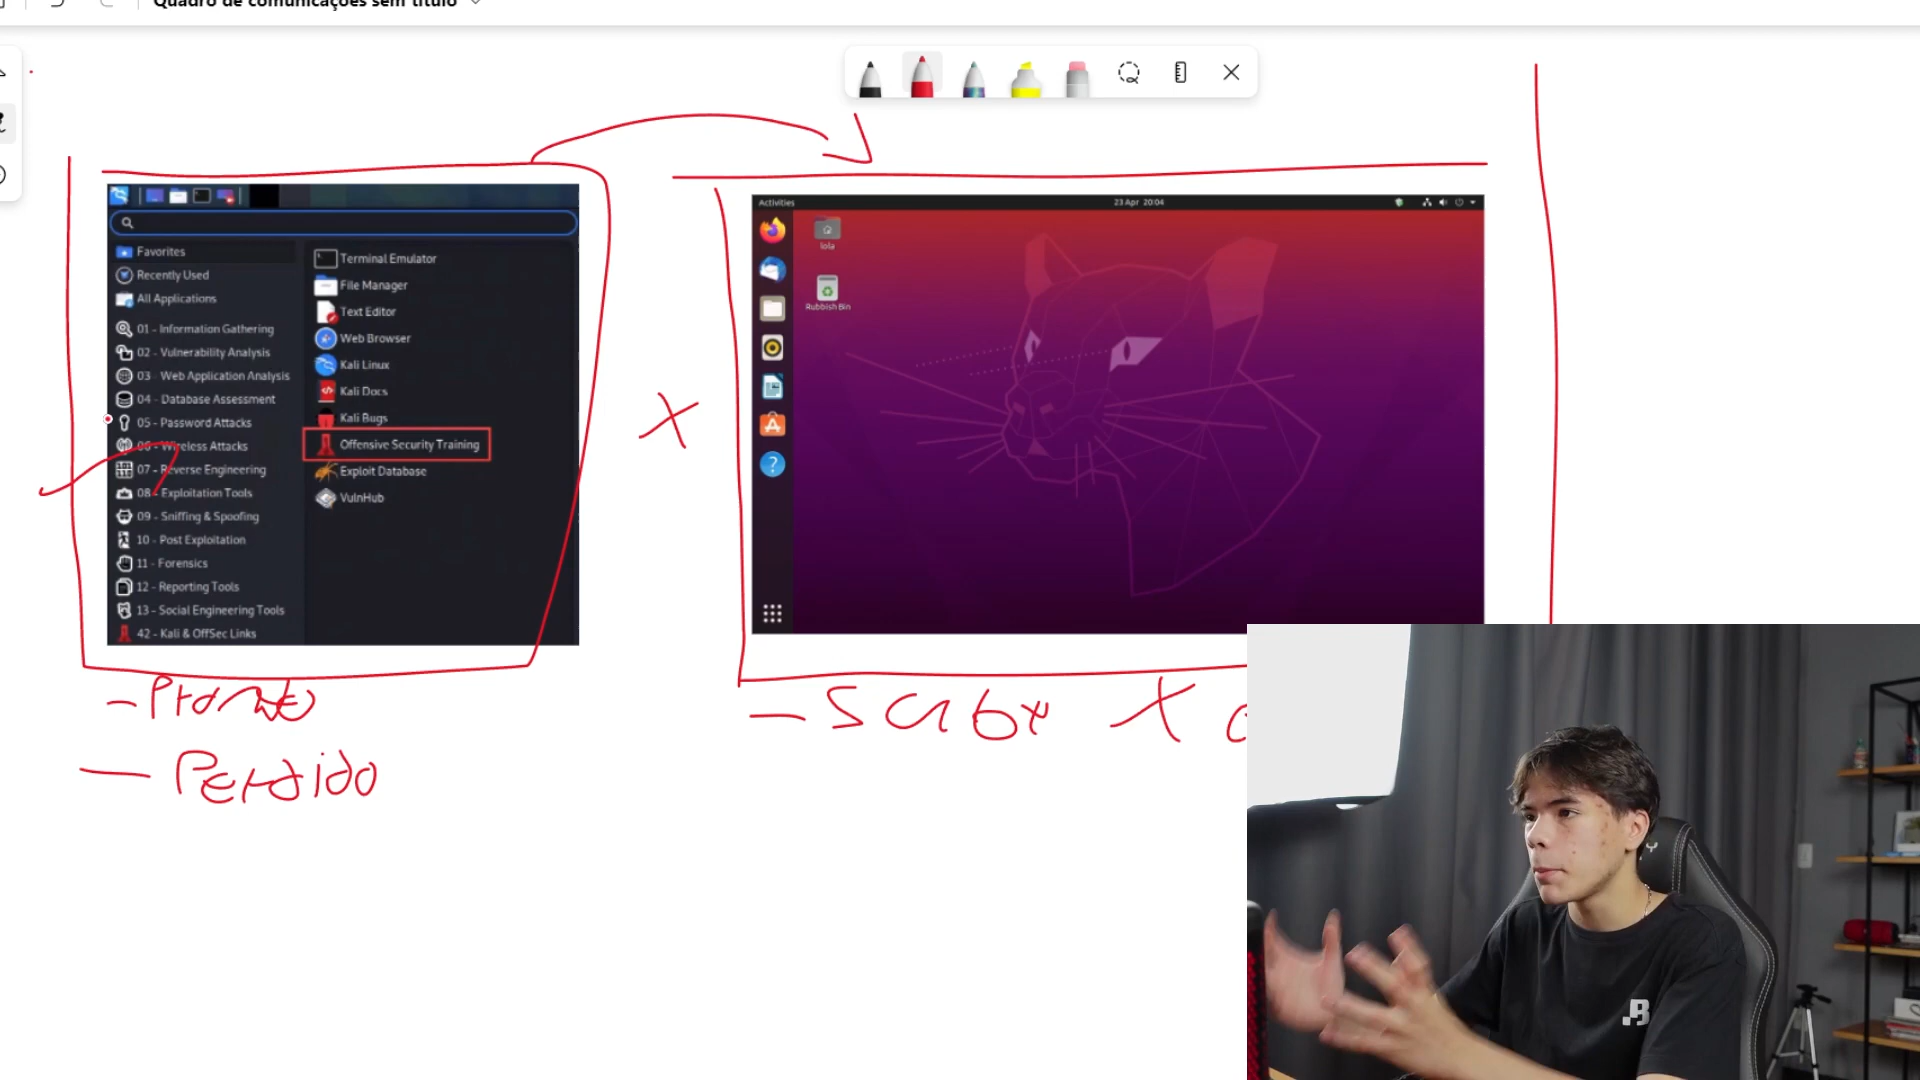 Quadro de comunicações sem título
Favorites
Recently Used
All Applications
01 - Information Gathering
02 - Vulnerability Analysis
03 - Web Application Analysis
04 - Database Assessment
05 - Password Attacks
06 - Wireless Attacks
07 - Reverse Engineering
08 - Exploitation Tools
09 - Sniffing & Spoofing
10 - Post Exploitation
11 - Forensics
12 - Reporting Tools
13 - Social Engineering Tools
42 - Kali & OffSec Links
Terminal Emulator
File Manager
Text Editor
Web Browser
Kali Linux
Kali Docs
Kali Bugs
Offensive Security Training
Exploit Database
VulnHub
X
Activities
23 Apr 20:04
lola
Rubbish Bin
- Pronto
- Perdido
- Saber X
.B